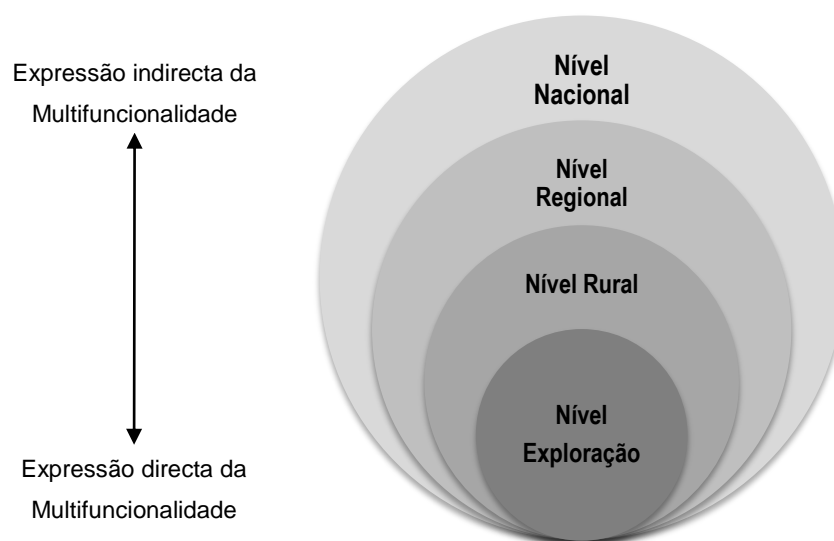 Expressão indirecta da
Multifuncionalidade
Nível
Nacional
Nível
Regional
Nível Rural
Nível
Exploração
Expressão directa da
Multifuncionalidade